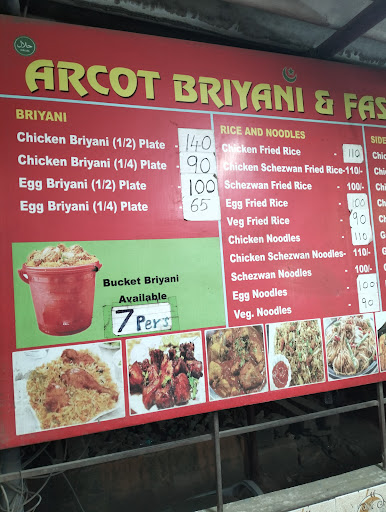 حلال
ARCOT BRIYANI & FAS
BRIYANI
Chicken Briyani (1/2) Plate - 140
Chicken Briyani (1/4) Plate - 90
Egg Briyani (1/2) Plate - 100
Egg Briyani (1/4) Plate - 65
Bucket Briyani
Available
7 Pers
RICE AND NOODLES
Chicken Fried Rice 110
Chicken Schezwan Fried Rice-110/-
Schezwan Fried Rice - 100/-
Egg Fried Rice 100
Veg Fried Rice 90
Chicken Noodles 110
Chicken Schezwan Noodles- 110/-
Schezwan Noodles - 100/-
Egg Noodles 100
Veg. Noodles - 90
SIDE